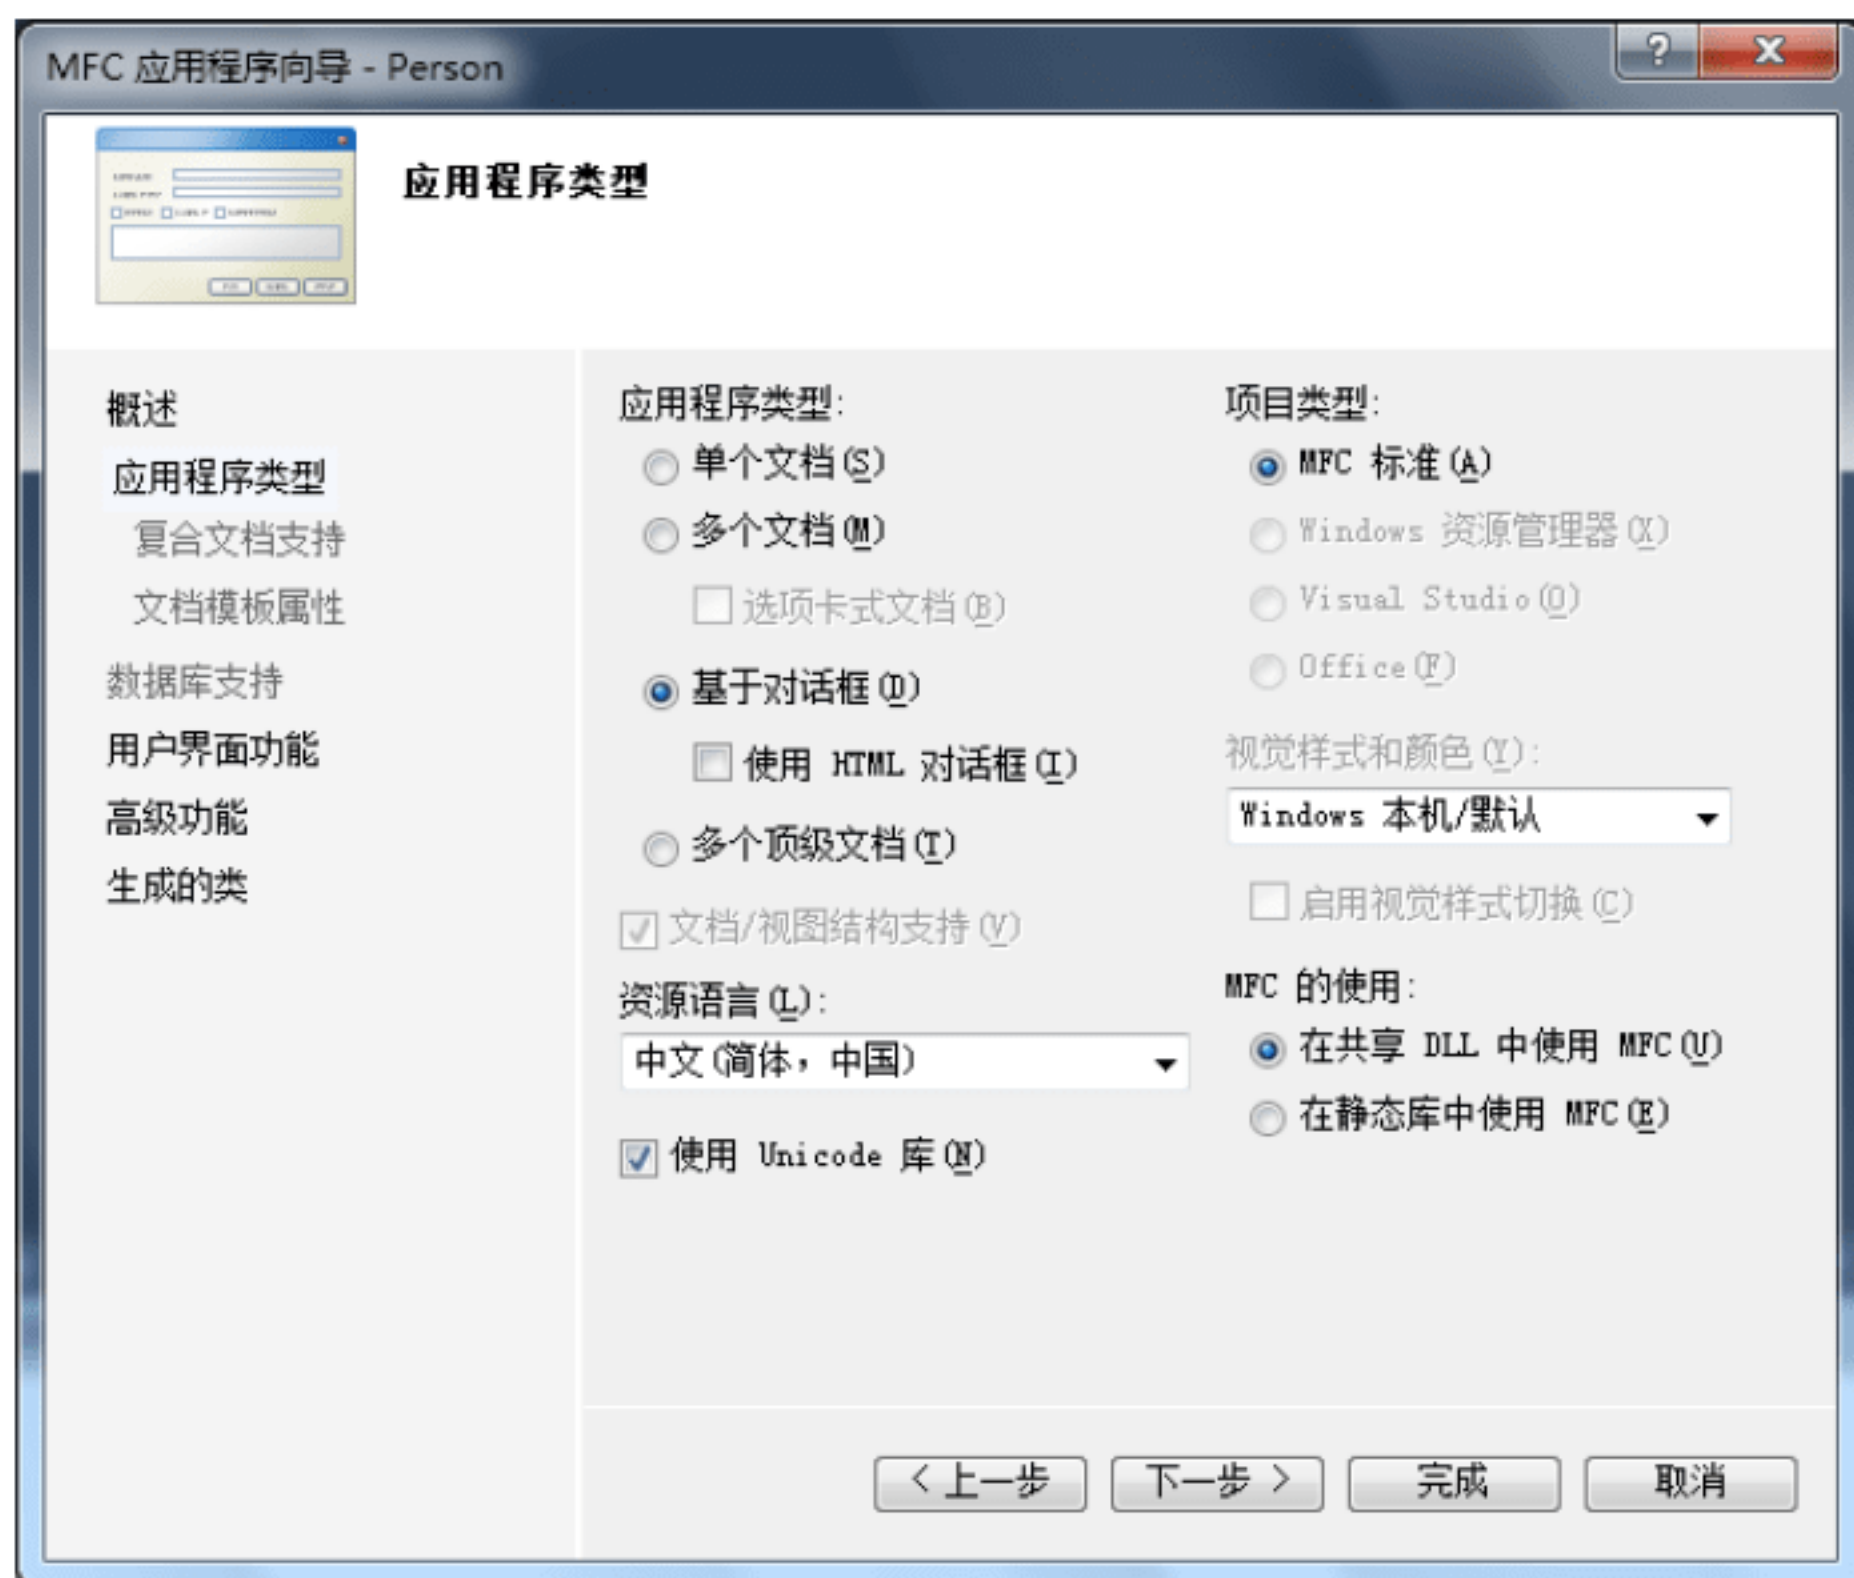 MFC 应用程序向导 - Person
应用程序类型
概述
应用程序类型
复合文档支持
文档模板属性
数据库支持
用户界面功能
高级功能
生成的类
应用程序类型:
单个文档(S)
多个文档(M)
选项卡式文档(B)
基于对话框(D)
使用 HTML 对话框(I)
多个顶级文档(T)
文档/视图结构支持(V)
资源语言(L):
中文(简体，中国)
使用 Unicode 库(N)
项目类型:
MFC 标准(A)
Windows 资源管理器(X)
Visual Studio(O)
Office(F)
视觉样式和颜色(Y):
Windows 本机/默认
启用视觉样式切换(C)
MFC 的使用:
在共享 DLL 中使用 MFC(U)
在静态库中使用 MFC(E)
< 上一步
下一步 >
完成
取消